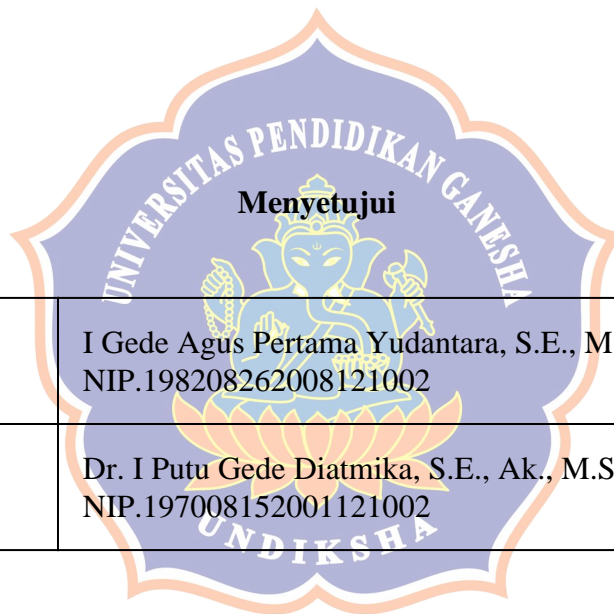 UNIVERSITAS PENDIDIKAN GANESHA
Menyetujui
I Gede Agus Pertama Yudantara, S.E., M
NIP.198208262008121002
Dr. I Putu Gede Diatmika, S.E., Ak., M.S
NIP.197008152001121002
UNDIKSHA